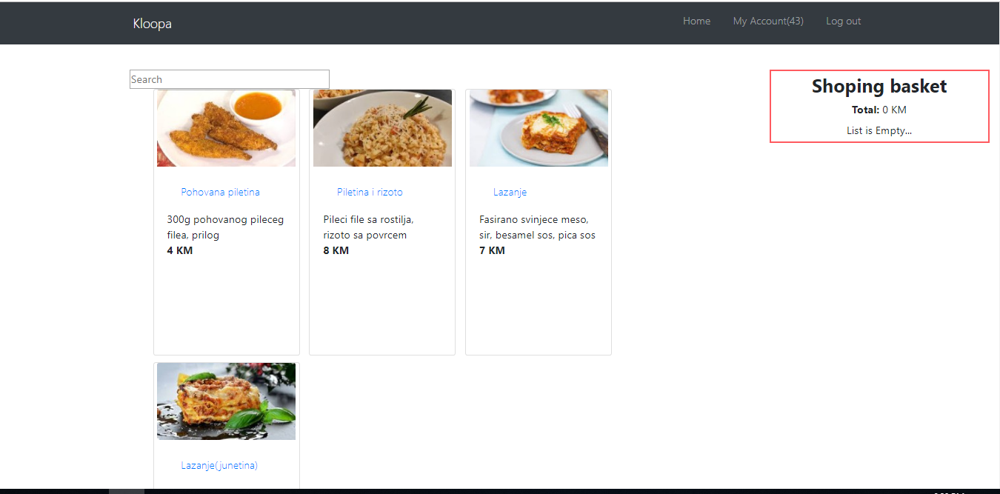 Kloopa
Home
My Account(43)
Log out
Search
Shoping basket
Total: 0 KM
List is Empty...
Pohovana piletina
300g pohovanog pileceg
filea, prilog
4 KM
Piletina i rizoto
Pileci file sa rostilja,
rizoto sa povrcem
8 KM
Lazanje
Fasirano svinjece meso,
sir, besamel sos, pica sos
7 KM
Lazanje(junetina)